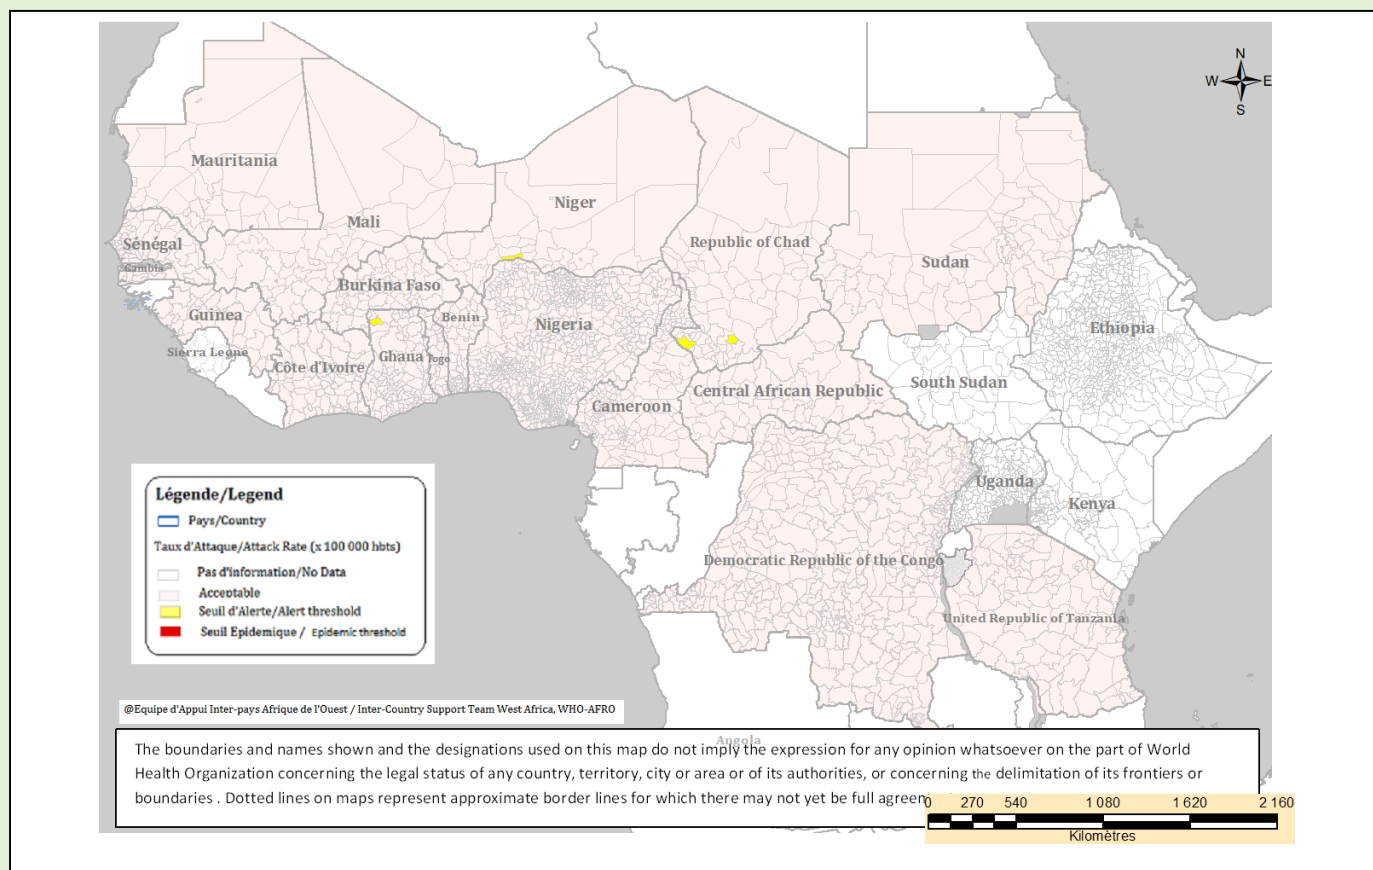 N
W E
S
Mauritania
Niger
Mali
Sénégal
Republic of Chad
Gambia
Sudan
Burkina Faso
Guinea
Benin
Nigeria
Ethiopia
Sierra Leone
Côte d'Ivoire
Ghana
Togo
South Sudan
Central African Republic
Cameroon
Uganda
Kenya
Democratic Republic of the Congo
United Republic of Tanzania
Angola
Légende/Legend
Pays/Country
Taux d'Attaque/Attack Rate (x 100 000 hbts)
Pas d'information/No Data
Acceptable
Seuil d'Alerte/Alert threshold
Seuil Epidemique / Epidemic threshold
@Equipe d'Appui Inter-pays Afrique de l'Ouest / Inter-Country Support Team West Africa, WHO-AFRO
The boundaries and names shown and the designations used on this map do not imply the expression for any opinion whatsoever on the part of World
Health Organization concerning the legal status of any country, territory, city or area or of its authorities, or concerning the delimitation of its frontiers or
boundaries . Dotted lines on maps represent approximate border lines for which there may not yet be full agreen
0 270 540 1 080 1 620 2 160
Kilomètres